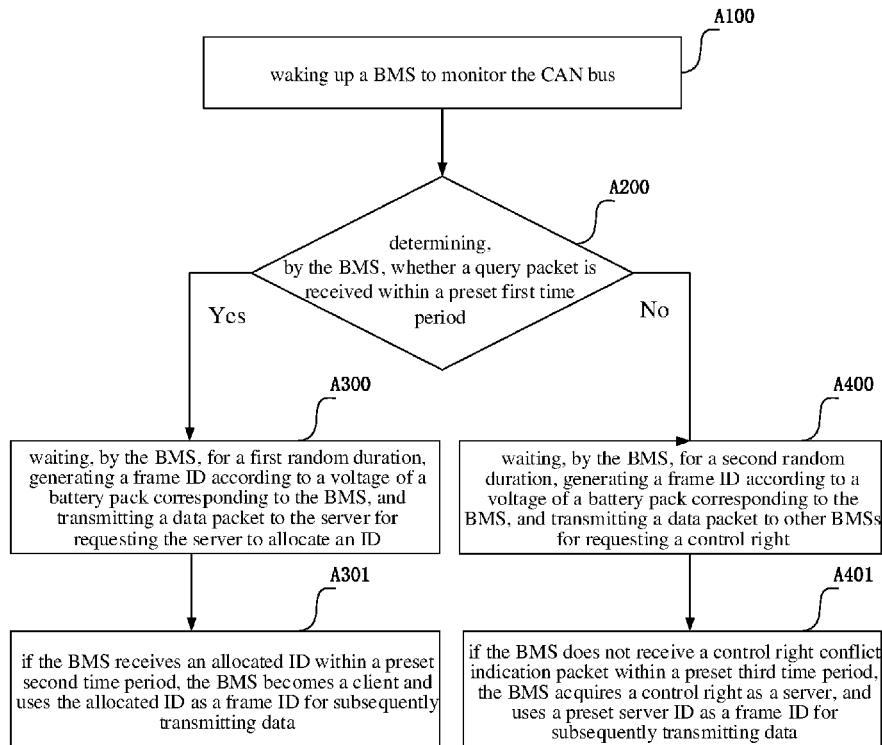 A100
waking up a BMS to monitor the CAN bus
A200
determining,
by the BMS, whether a query packet is
received within a preset first time
period
Yes
No
A300
waiting, by the BMS, for a first random duration,
generating a frame ID according to a voltage of a
battery pack corresponding to the BMS, and
transmitting a data packet to the server for
requesting the server to allocate an ID
A400
waiting, by the BMS, for a second random
duration, generating a frame ID according to a
voltage of a battery pack corresponding to the
BMS, and transmitting a data packet to other BMSs
for requesting a control right
A301
if the BMS receives an allocated ID within a preset
second time period, the BMS becomes a client and
uses the allocated ID as a frame ID for subsequently
transmitting data
A401
if the BMS does not receive a control right conflict
indication packet within a preset third time period,
the BMS acquires a control right as a server, and
uses a preset server ID as a frame ID for
subsequently transmitting data